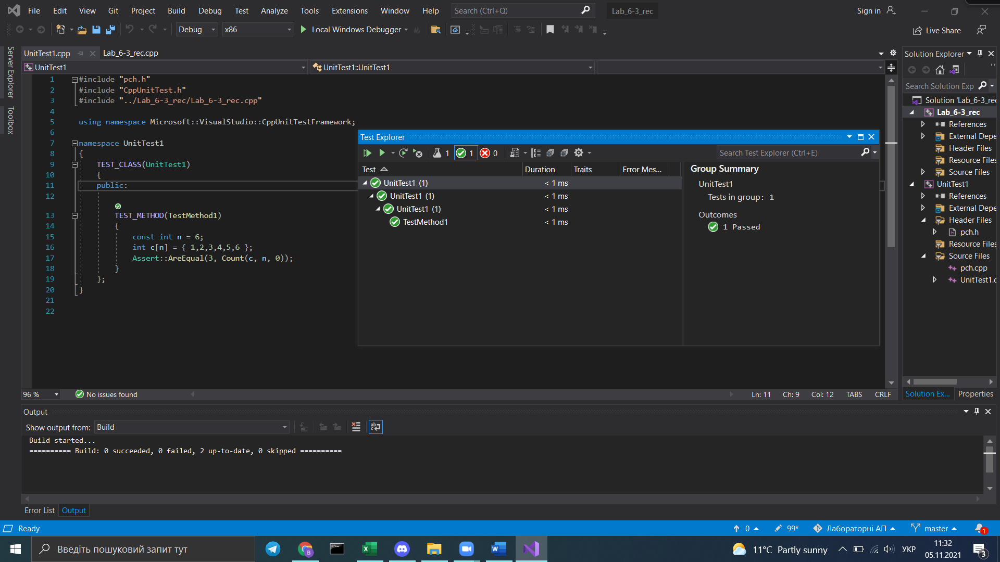 File Edit View Git Project Build Debug Test Analyze Tools Extensions Window Help Search (Ctrl+Q) Lab_6-3_rec Sign in
Debug x86 Local Windows Debugger Live Share
Server Explorer
Toolbox
UnitTest1.cpp Lab_6-3_rec.cpp
UnitTest1 UnitTest1::UnitTest1
1 #include "pch.h"
2 #include "CppUnitTest.h"
3 #include "../Lab_6-3_rec/Lab_6-3_rec.cpp"
4
5 using namespace Microsoft::VisualStudio::CppUnitTestFramework;
6
7 namespace UnitTest1
8 {
9 TEST_CLASS(UnitTest1)
10 {
11 public:
12
13 TEST_METHOD(TestMethod1)
14 {
15 const int n = 6;
16 int c[n] = { 1,2,3,4,5,6 };
17 Assert::AreEqual(3, Count(c, n, 0));
18 }
19 };
20 }
21
22
Test Explorer
1 1 0 Search Test Explorer (Ctrl+E)
Test Duration Traits Error Mes...
UnitTest1 (1) < 1 ms
UnitTest1 (1) < 1 ms
UnitTest1 (1) < 1 ms
TestMethod1 < 1 ms
Group Summary
UnitTest1
Tests in group: 1
Outcomes
1 Passed
Solution Explorer
Search Solution Exp
Solution 'Lab_6-3_rec
Lab_6-3_rec
References
External Depe
Header Files
Resource Files
Source Files
UnitTest1
References
External Depe
Header Files
pch.h
Resource Files
Source Files
pch.cpp
UnitTest1.c
Solution Ex... Properties
96 % No issues found Ln: 11 Ch: 9 Col: 12 TABS CRLF
Output
Show output from: Build
Build started...
========== Build: 0 succeeded, 0 failed, 2 up-to-date, 0 skipped ==========
Error List Output
Ready 0 99* Лабораторні АП master 1
Введіть пошуковий запит тут 11°C Partly sunny УКР 11:32
05.11.2021
3